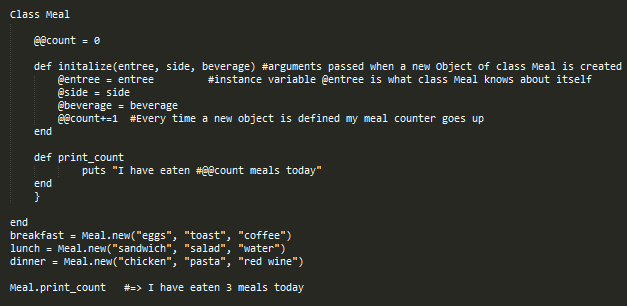 Class Meal
@@count = 0
def initalize(entree, side, beverage) #arguments passed when a new Object of class Meal is created
@entree = entree #instance variable @entree is what class Meal knows about itself
@side = side
@beverage = beverage
@@count+=1 #Every time a new object is defined my meal counter goes up
end
def print_count
puts "I have eaten #@@count meals today"
end
}
end
breakfast = Meal.new("eggs", "toast", "coffee")
lunch = Meal.new("sandwich", "salad", "water")
dinner = Meal.new("chicken", "pasta", "red wine")
Meal.print_count #=> I have eaten 3 meals today